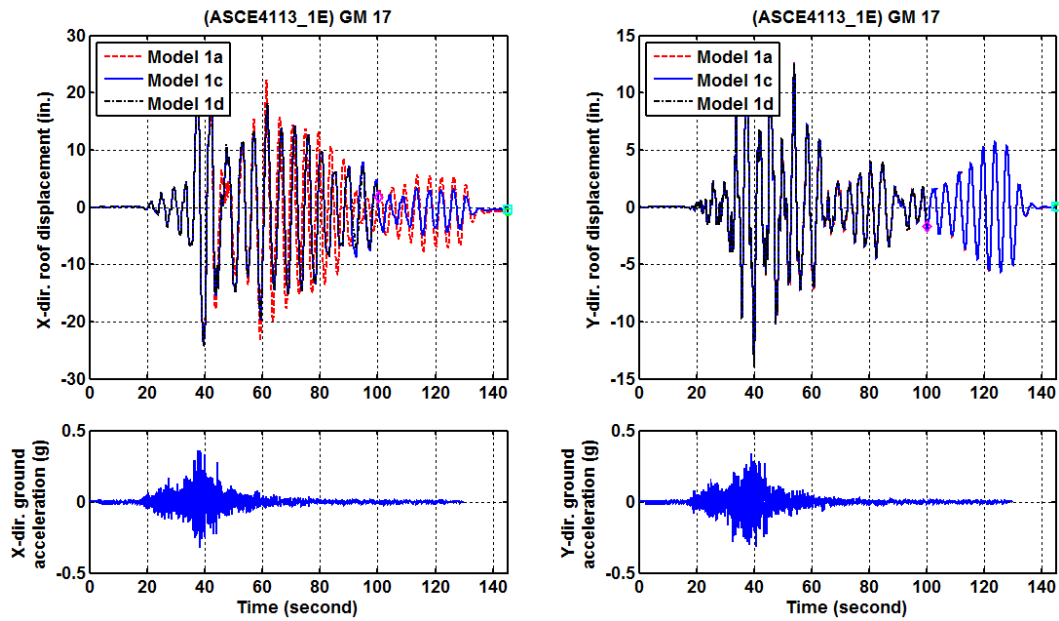 (ASCE4113_1E) GM 17
30
20
10
0
-10
-20
-30
X-dir. roof displacement (in.)
Model 1a
Model 1c
Model 1d
0 20 40 60 80 100 120 140
0.5
0
-0.5
X-dir. ground
acceleration (g)
0 20 40 60 80 100 120 140
Time (second)
(ASCE4113_1E) GM 17
15
10
5
0
-5
-10
-15
Y-dir. roof displacement (in.)
Model 1a
Model 1c
Model 1d
0 20 40 60 80 100 120 140
0.5
0
-0.5
Y-dir. ground
acceleration (g)
0 20 40 60 80 100 120 140
Time (second)